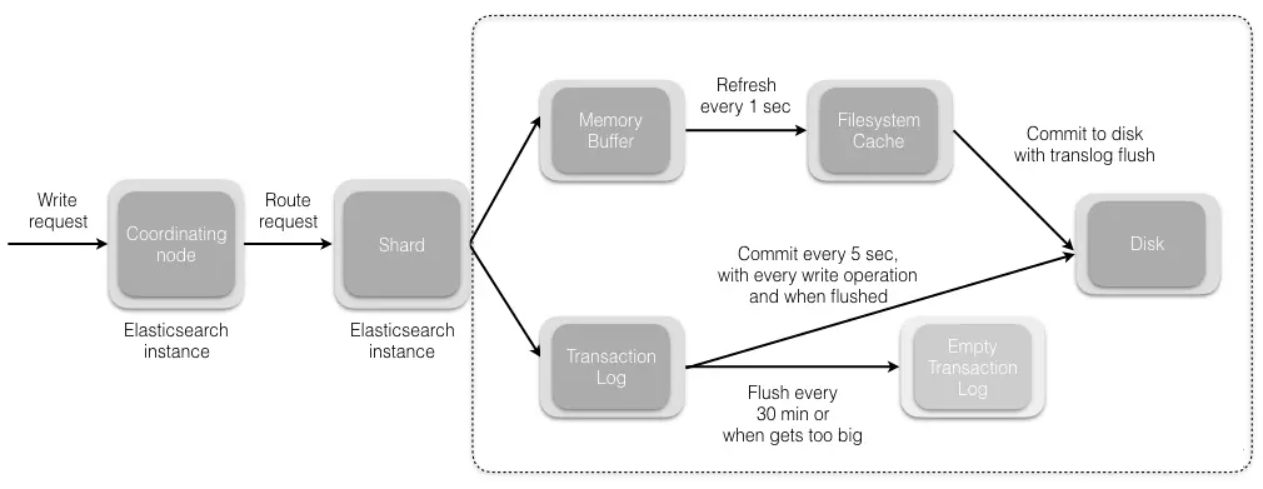 Write
request
Coordinating
node
Elasticsearch
instance
Route
request
Shard
Elasticsearch
instance
Memory
Buffer
Refresh
every 1 sec
Filesystem
Cache
Commit to disk
with translog flush
Disk
Commit every 5 sec,
with every write operation
and when flushed
Transaction
Log
Flush every
30 min or
when gets too big
Empty
Transaction
Log